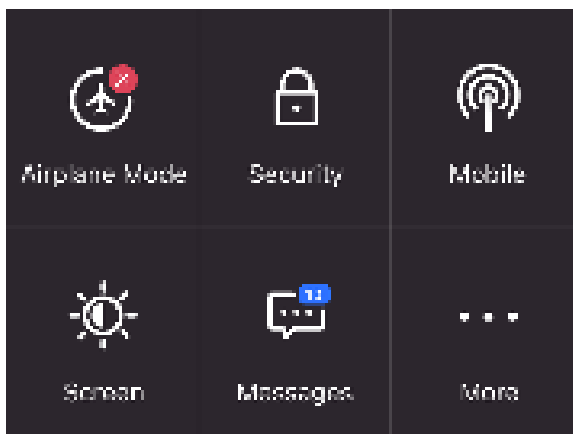 Airplane Mode
Security
Mobile
Screen
Messages
More